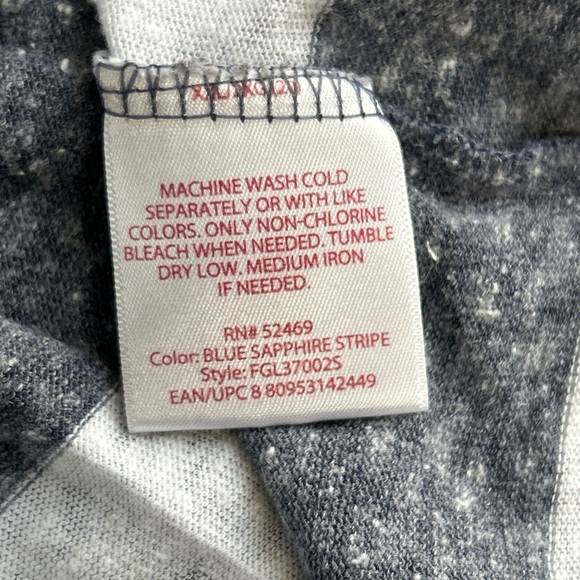 MACHINE WASH COLD
SEPARATELY OR WITH LIKE
COLORS. ONLY NON-CHLORINE
BLEACH WHEN NEEDED. TUMBLE
DRY LOW. MEDIUM IRON
IF NEEDED.
RN# 52469
Color: BLUE SAPPHIRE STRIPE
Style: FGL37002S
EAN/UPC 8 80953142449